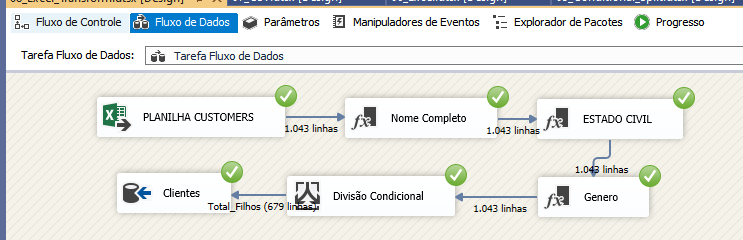 Fluxo de Controle
Fluxo de Dados
Parâmetros
Manipuladores de Eventos
Explorador de Pacotes
Progresso
Tarefa Fluxo de Dados:
Tarefa Fluxo de Dados
PLANILHA CUSTOMERS
1.043 linhas
Nome Completo
1.043 linhas
ESTADO CIVIL
1.043 linhas
Genero
1.043 linhas
Divisão Condicional
Total_Filhos (679 linhas)
Clientes